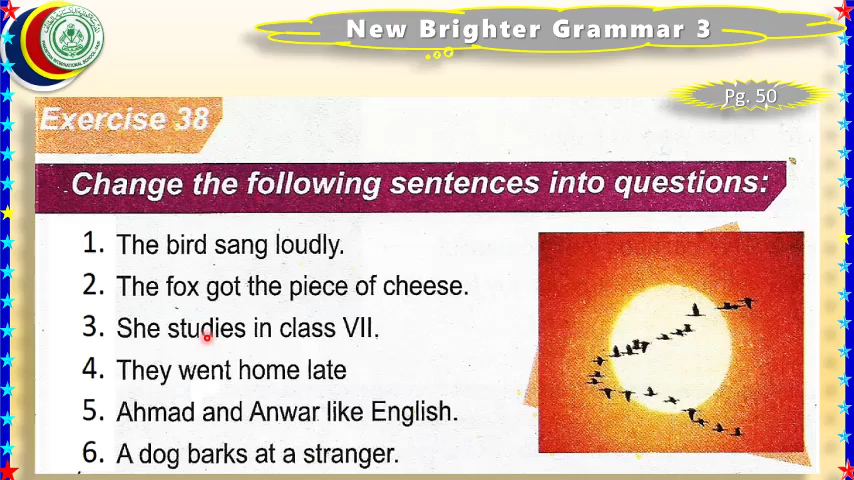 New Brighter Grammar 3
Pg. 50
Exercise 38
Change the following sentences into questions:
1. The bird sang loudly.
2. The fox got the piece of cheese.
3. She studies in class VII.
4. They went home late
5. Ahmad and Anwar like English.
6. A dog barks at a stranger.